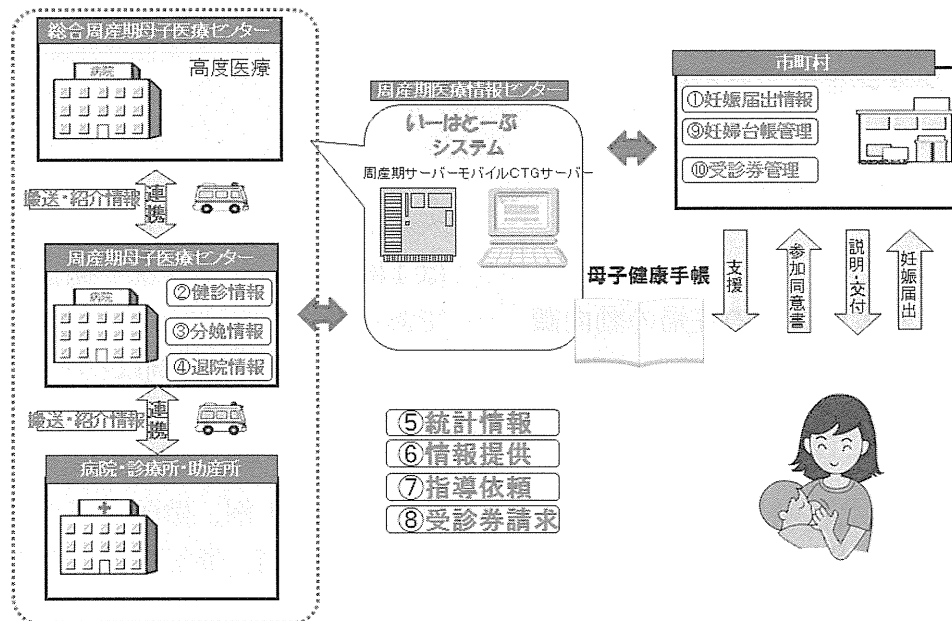 総合周産期母子医療センター
病院
高度医療
搬送・紹介情報
連携
周産期母子医療センター
病院
②健診情報
③分娩情報
④退院情報
搬送・紹介情報
連携
病院・診療所・助産所
周産期医療情報センター
いーはとーぶ
システム
周産期サーバーモバイルCTGサーバー
母子健康手帳
⑤統計情報
⑥情報提供
⑦指導依頼
⑧受診券請求
市町村
①妊娠届出情報
⑨妊婦台帳管理
⑩受診券管理
支援
参加同意書
説明・交付
妊娠届出